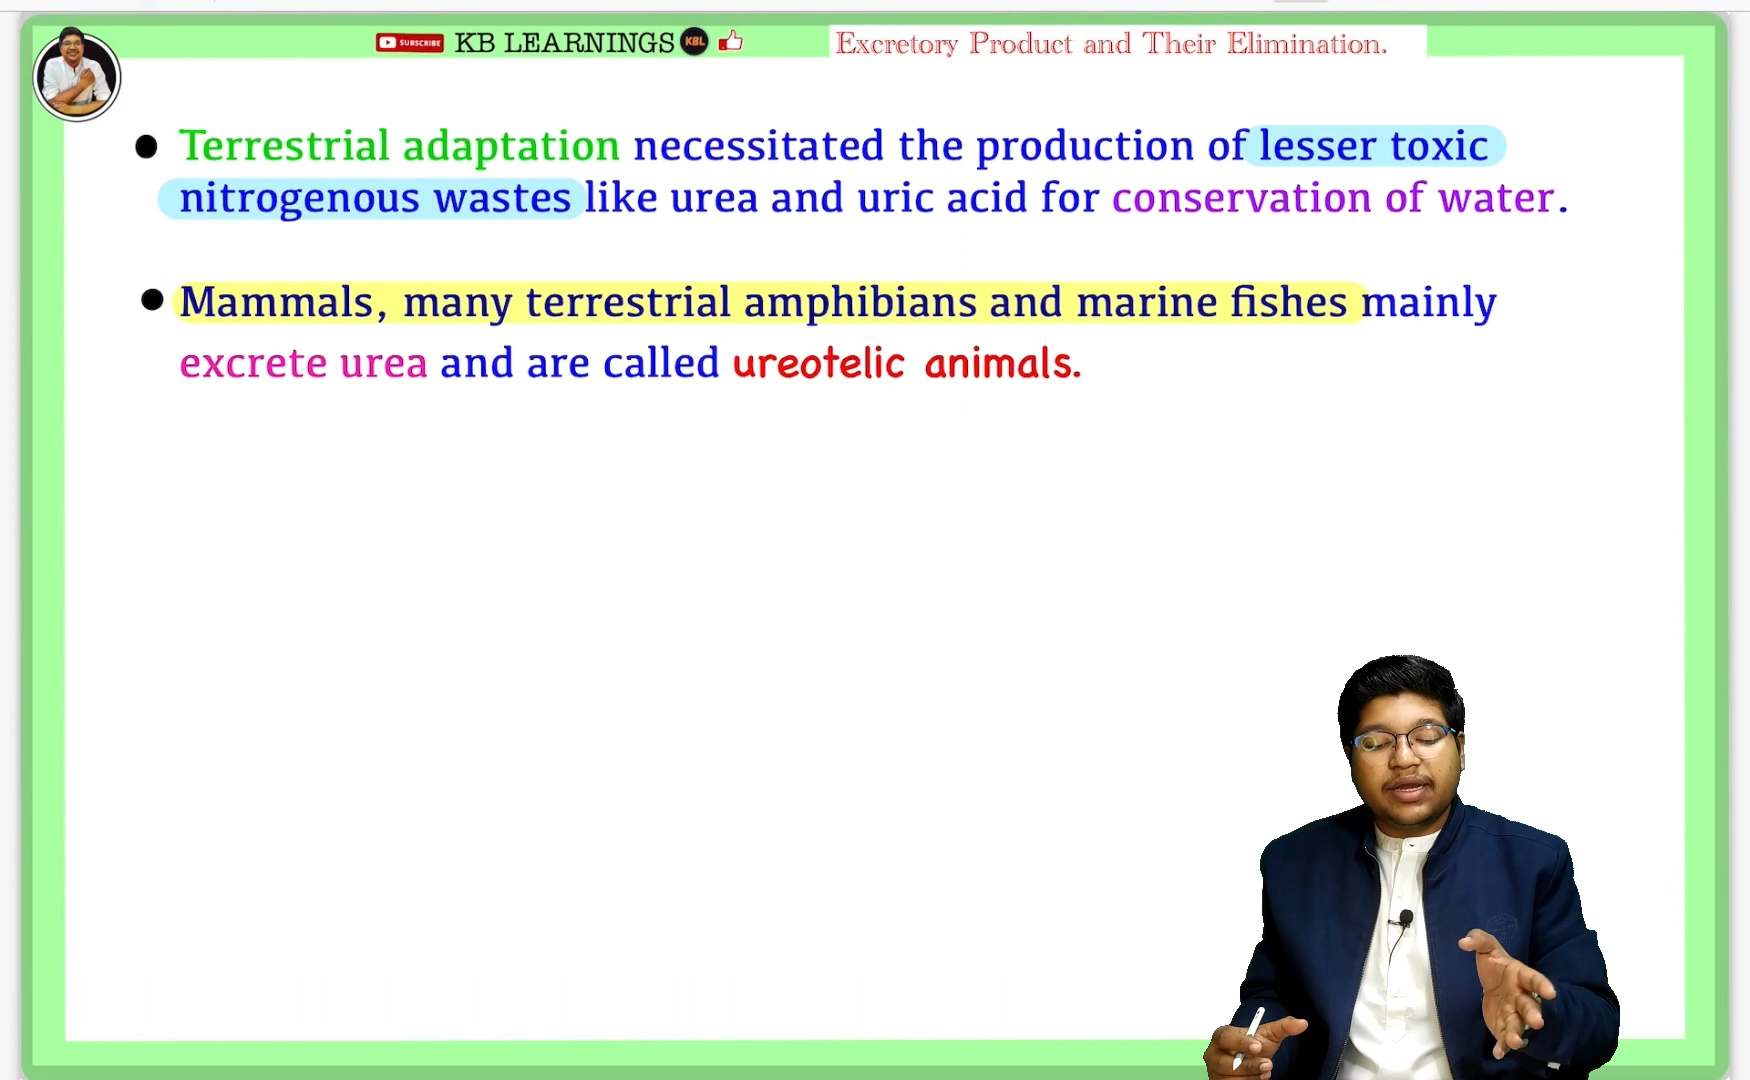 SUBSCRIBE KB LEARNINGS KBL
Excretory Product and Their Elimination.
Terrestrial adaptation necessitated the production of lesser toxic
nitrogenous wastes like urea and uric acid for conservation of water.
Mammals, many terrestrial amphibians and marine fishes mainly
excrete urea and are called ureotelic animals.